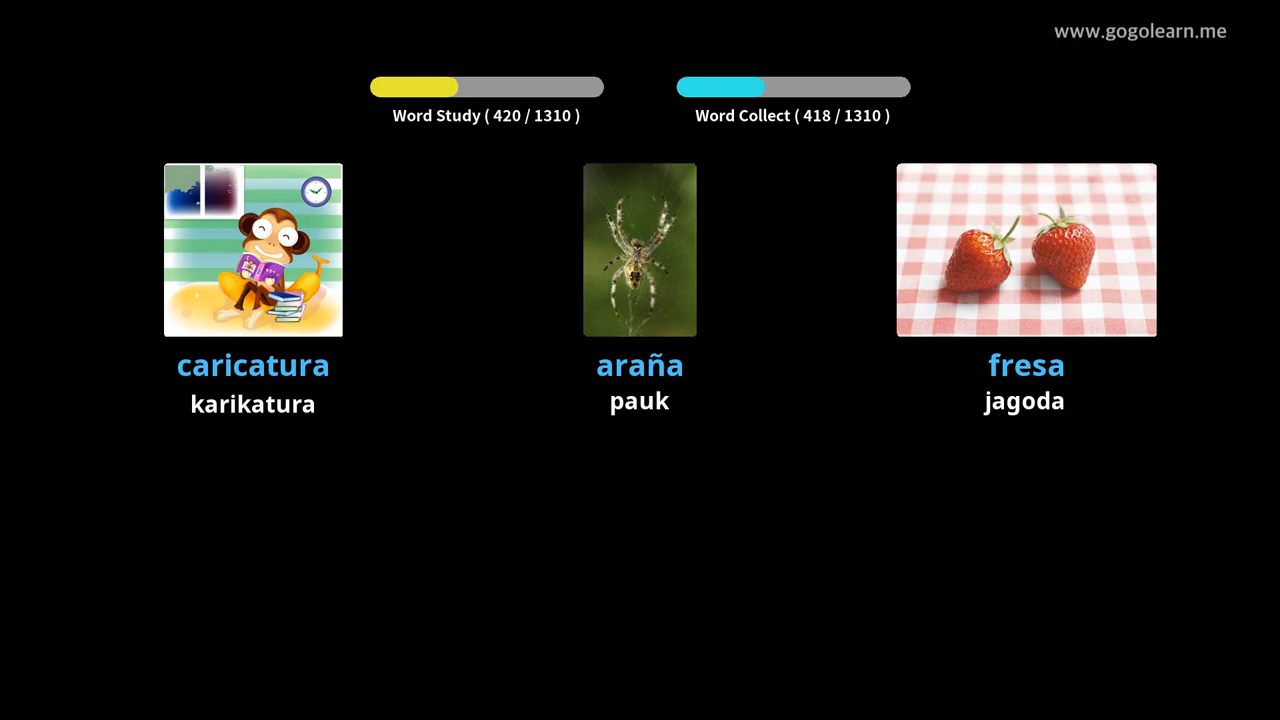 www.gogolearn.me
Word Study ( 420 / 1310 )
Word Collect ( 418 / 1310 )
caricatura
karikatura
araña
pauk
fresa
jagoda